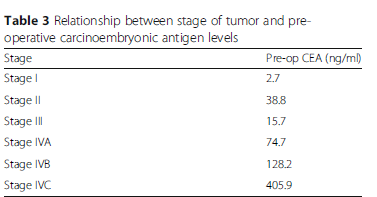 Table 3 Relationship between stage of tumor and pre-
operative carcinoembryonic antigen levels
Stage Pre-op CEA (ng/ml)
Stage I 2.7
Stage II 38.8
Stage III 15.7
Stage IVA 74.7
Stage IVB 128.2
Stage IVC 405.9